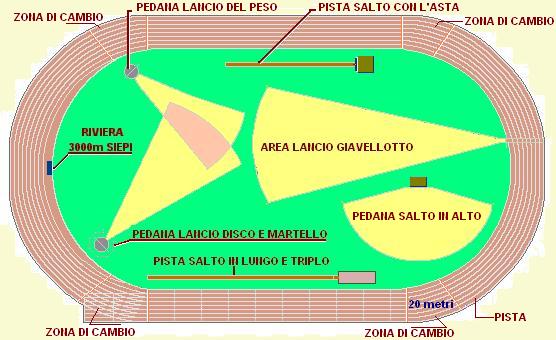 PEDANA LANCIO DEL PESO
PISTA SALTO CON L'ASTA
ZONA DI CAMBIO
ZONA DI CAMBIO
RIVIERA
3000m SIEPI
AREA LANCIO GIAVELLOTTO
PEDANA SALTO IN ALTO
PEDANA LANCIO DISCO E MARTELLO
PISTA SALTO IN LUNGO E TRIPLO
20 metri
PISTA
ZONA DI CAMBIO
ZONA DI CAMBIO